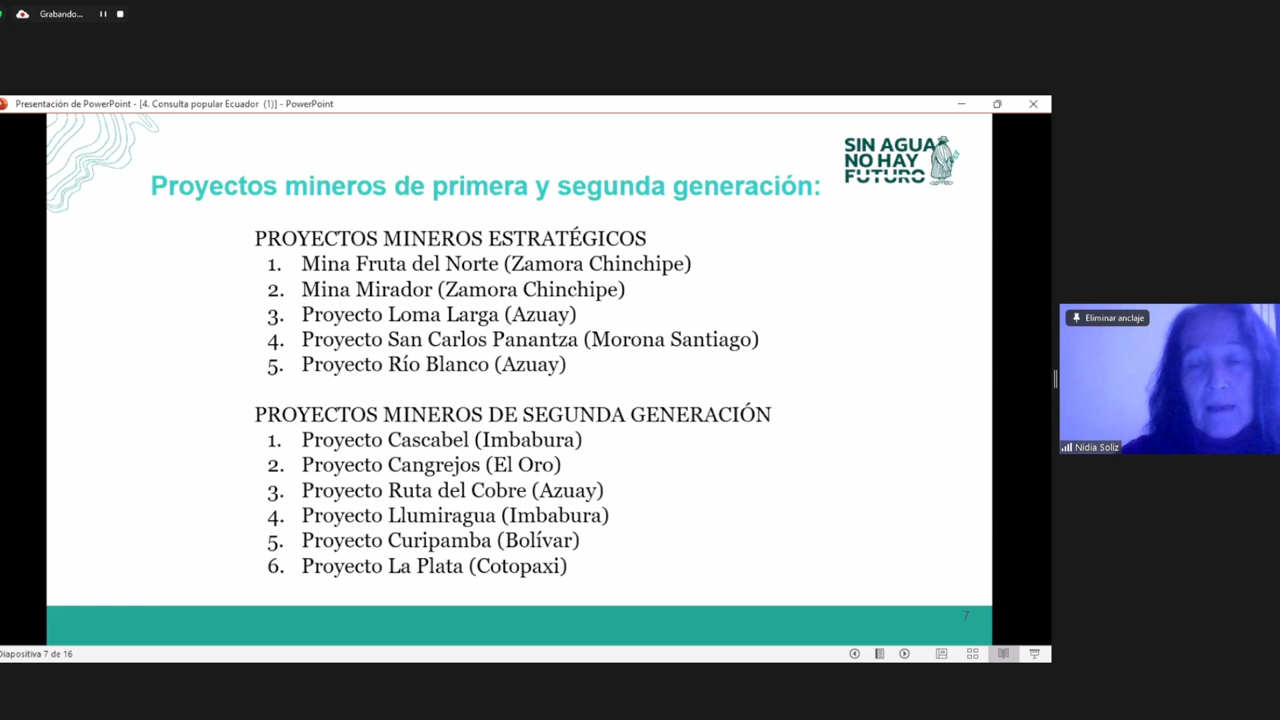 Grabando...
Presentación de PowerPoint - [4. Consulta popular Ecuador (1)] - PowerPoint
SIN AGUA
NO HAY
FUTURO
Proyectos mineros de primera y segunda generación:
PROYECTOS MINEROS ESTRATÉGICOS
1. Mina Fruta del Norte (Zamora Chinchipe)
2. Mina Mirador (Zamora Chinchipe)
3. Proyecto Loma Larga (Azuay)
4. Proyecto San Carlos Panantza (Morona Santiago)
5. Proyecto Río Blanco (Azuay)
PROYECTOS MINEROS DE SEGUNDA GENERACIÓN
1. Proyecto Cascabel (Imbabura)
2. Proyecto Cangrejos (El Oro)
3. Proyecto Ruta del Cobre (Azuay)
4. Proyecto Llumiragua (Imbabura)
5. Proyecto Curipamba (Bolívar)
6. Proyecto La Plata (Cotopaxi)
7
Diapositiva 7 de 16
Eliminar anclaje
Nidia Soliz